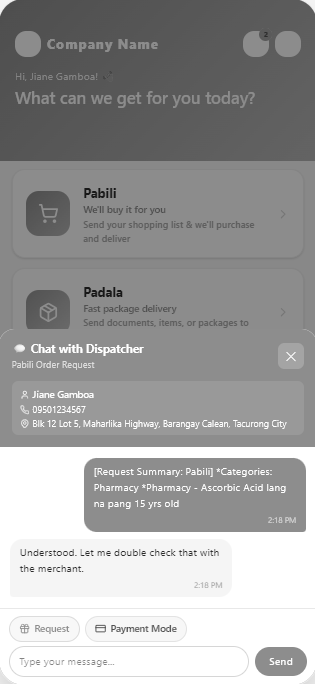 Company Name
2
Hi, Jiane Gamboa!
What can we get for you today?
Pabili
We'll buy it for you
Send your shopping list & we'll purchase
and deliver
Padala
Fast package delivery
Send documents, items, or packages to
Chat with Dispatcher
Pabili Order Request
Jiane Gamboa
09501234567
Blk 12 Lot 5, Maharlika Highway, Barangay Calean, Tacurong City
[Request Summary: Pabili] *Categories:
Pharmacy *Pharmacy - Ascorbic Acid lang
na pang 15 yrs old
2:18 PM
Understood. Let me double check that with
the merchant.
2:18 PM
Request
Payment Mode
Type your message...
Send